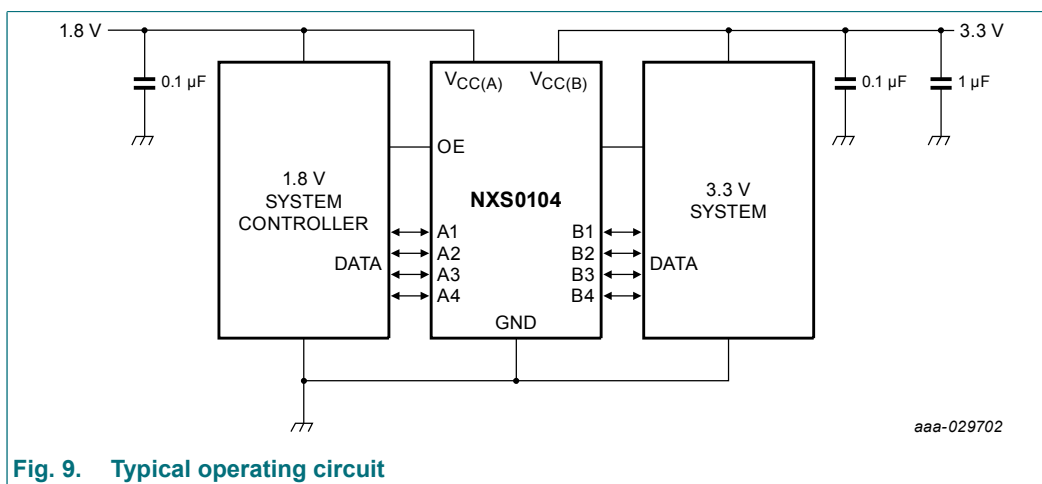 1.8 V
3.3 V
0.1 µF
VCC(A)
VCC(B)
0.1 µF
1 µF
OE
1.8 V
SYSTEM
CONTROLLER
NXS0104
3.3 V
SYSTEM
A1
B1
A2
B2
DATA
DATA
A3
B3
A4
B4
GND
aaa-029702
Fig. 9. Typical operating circuit